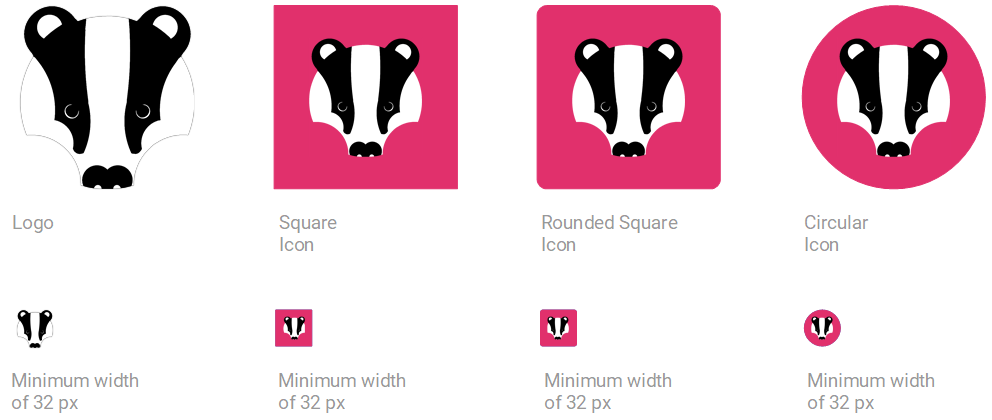 Logo
Square
Icon
Rounded Square
Icon
Circular
Icon
Minimum width
of 32 px
Minimum width
of 32 px
Minimum width
of 32 px
Minimum width
of 32 px